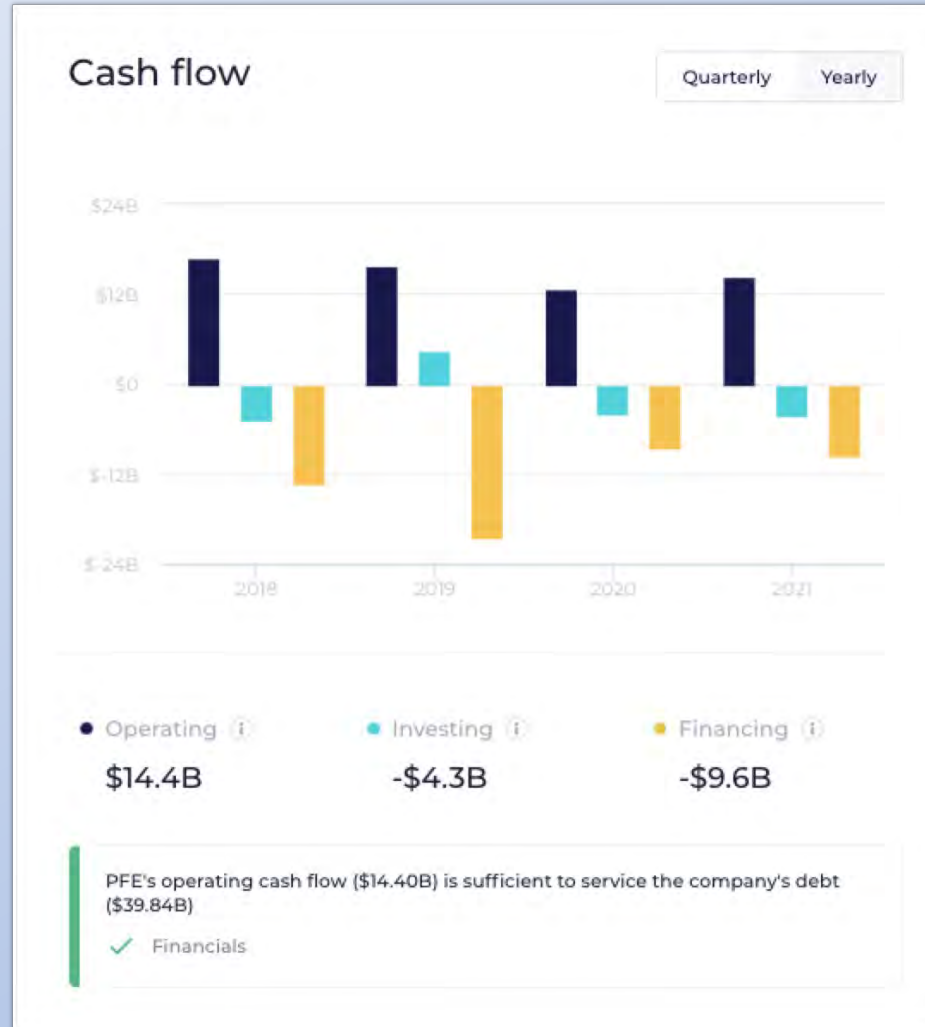 Cash flow
Quarterly Yearly
$24B
$12B
$0
$-12B
$-24B
2018 2019 2020 2021
Operating i Investing i Financing i
$14.4B -$4.3B -$9.6B
PFE's operating cash flow ($14.40B) is sufficient to service the company's debt
($39.84B)
Financials